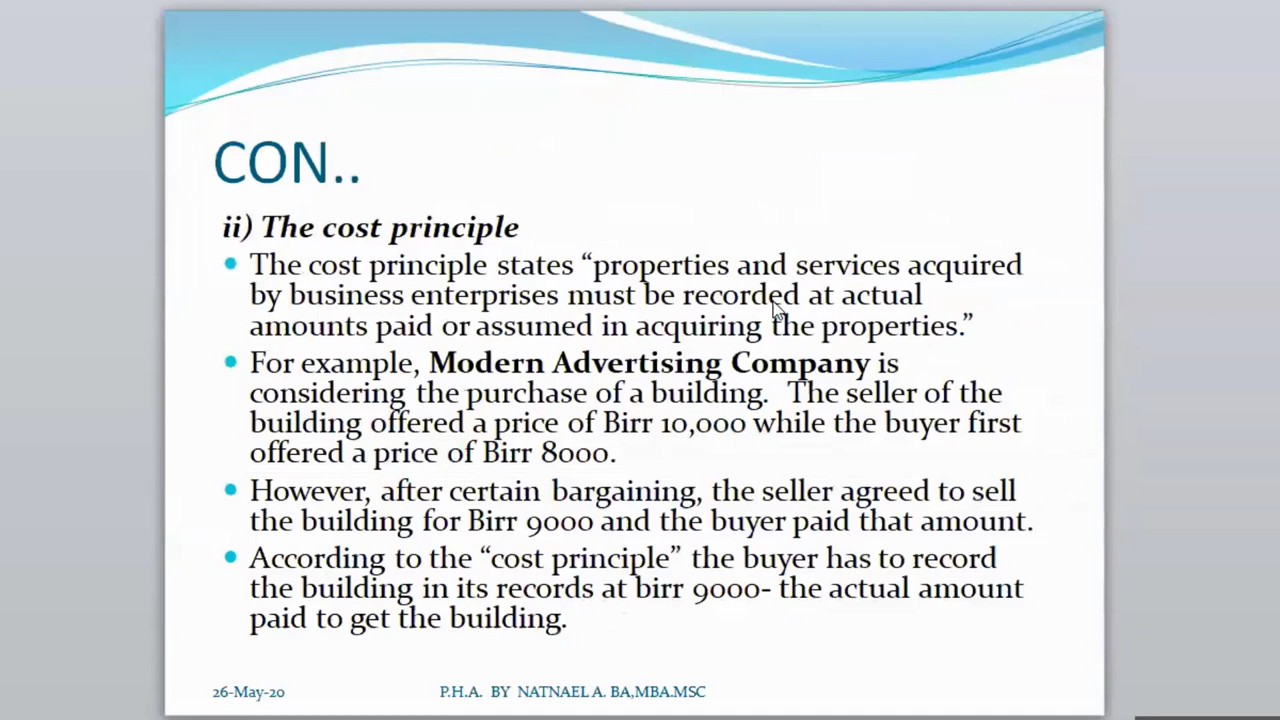 CON..
ii) The cost principle
• The cost principle states “properties and services acquired
by business enterprises must be recorded at actual
amounts paid or assumed in acquiring the properties.”
• For example, Modern Advertising Company is
considering the purchase of a building.  The seller of the
building offered a price of Birr 10,000 while the buyer first
offered a price of Birr 8000.
• However, after certain bargaining, the seller agreed to sell
the building for Birr 9000 and the buyer paid that amount.
• According to the “cost principle” the buyer has to record
the building in its records at birr 9000- the actual amount
paid to get the building.
26-May-20 P.H.A.  BY  NATNAEL A. BA,MBA.MSC